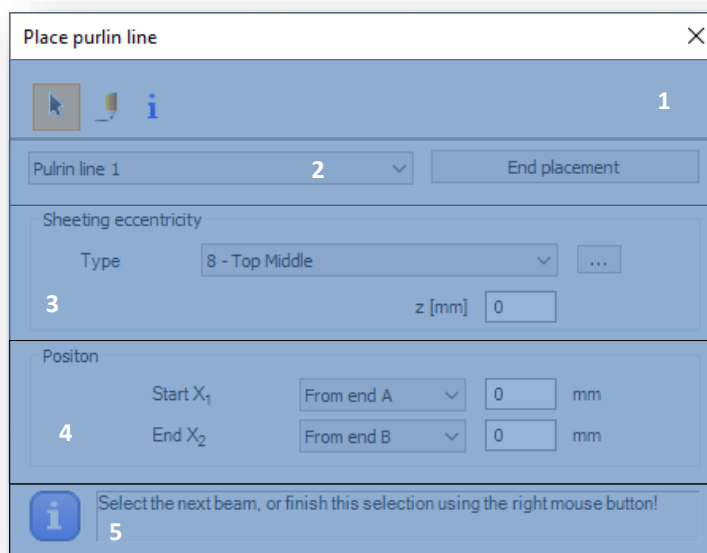 Place purlin line
1
Pulrin line 1 2 End placement
Sheeting eccentricity
Type 8 - Top Middle ...
3 z [mm] 0
Positon
Start X1 From end A 0 mm
4 End X2 From end B 0 mm
Select the next beam, or finish this selection using the right mouse button!
5